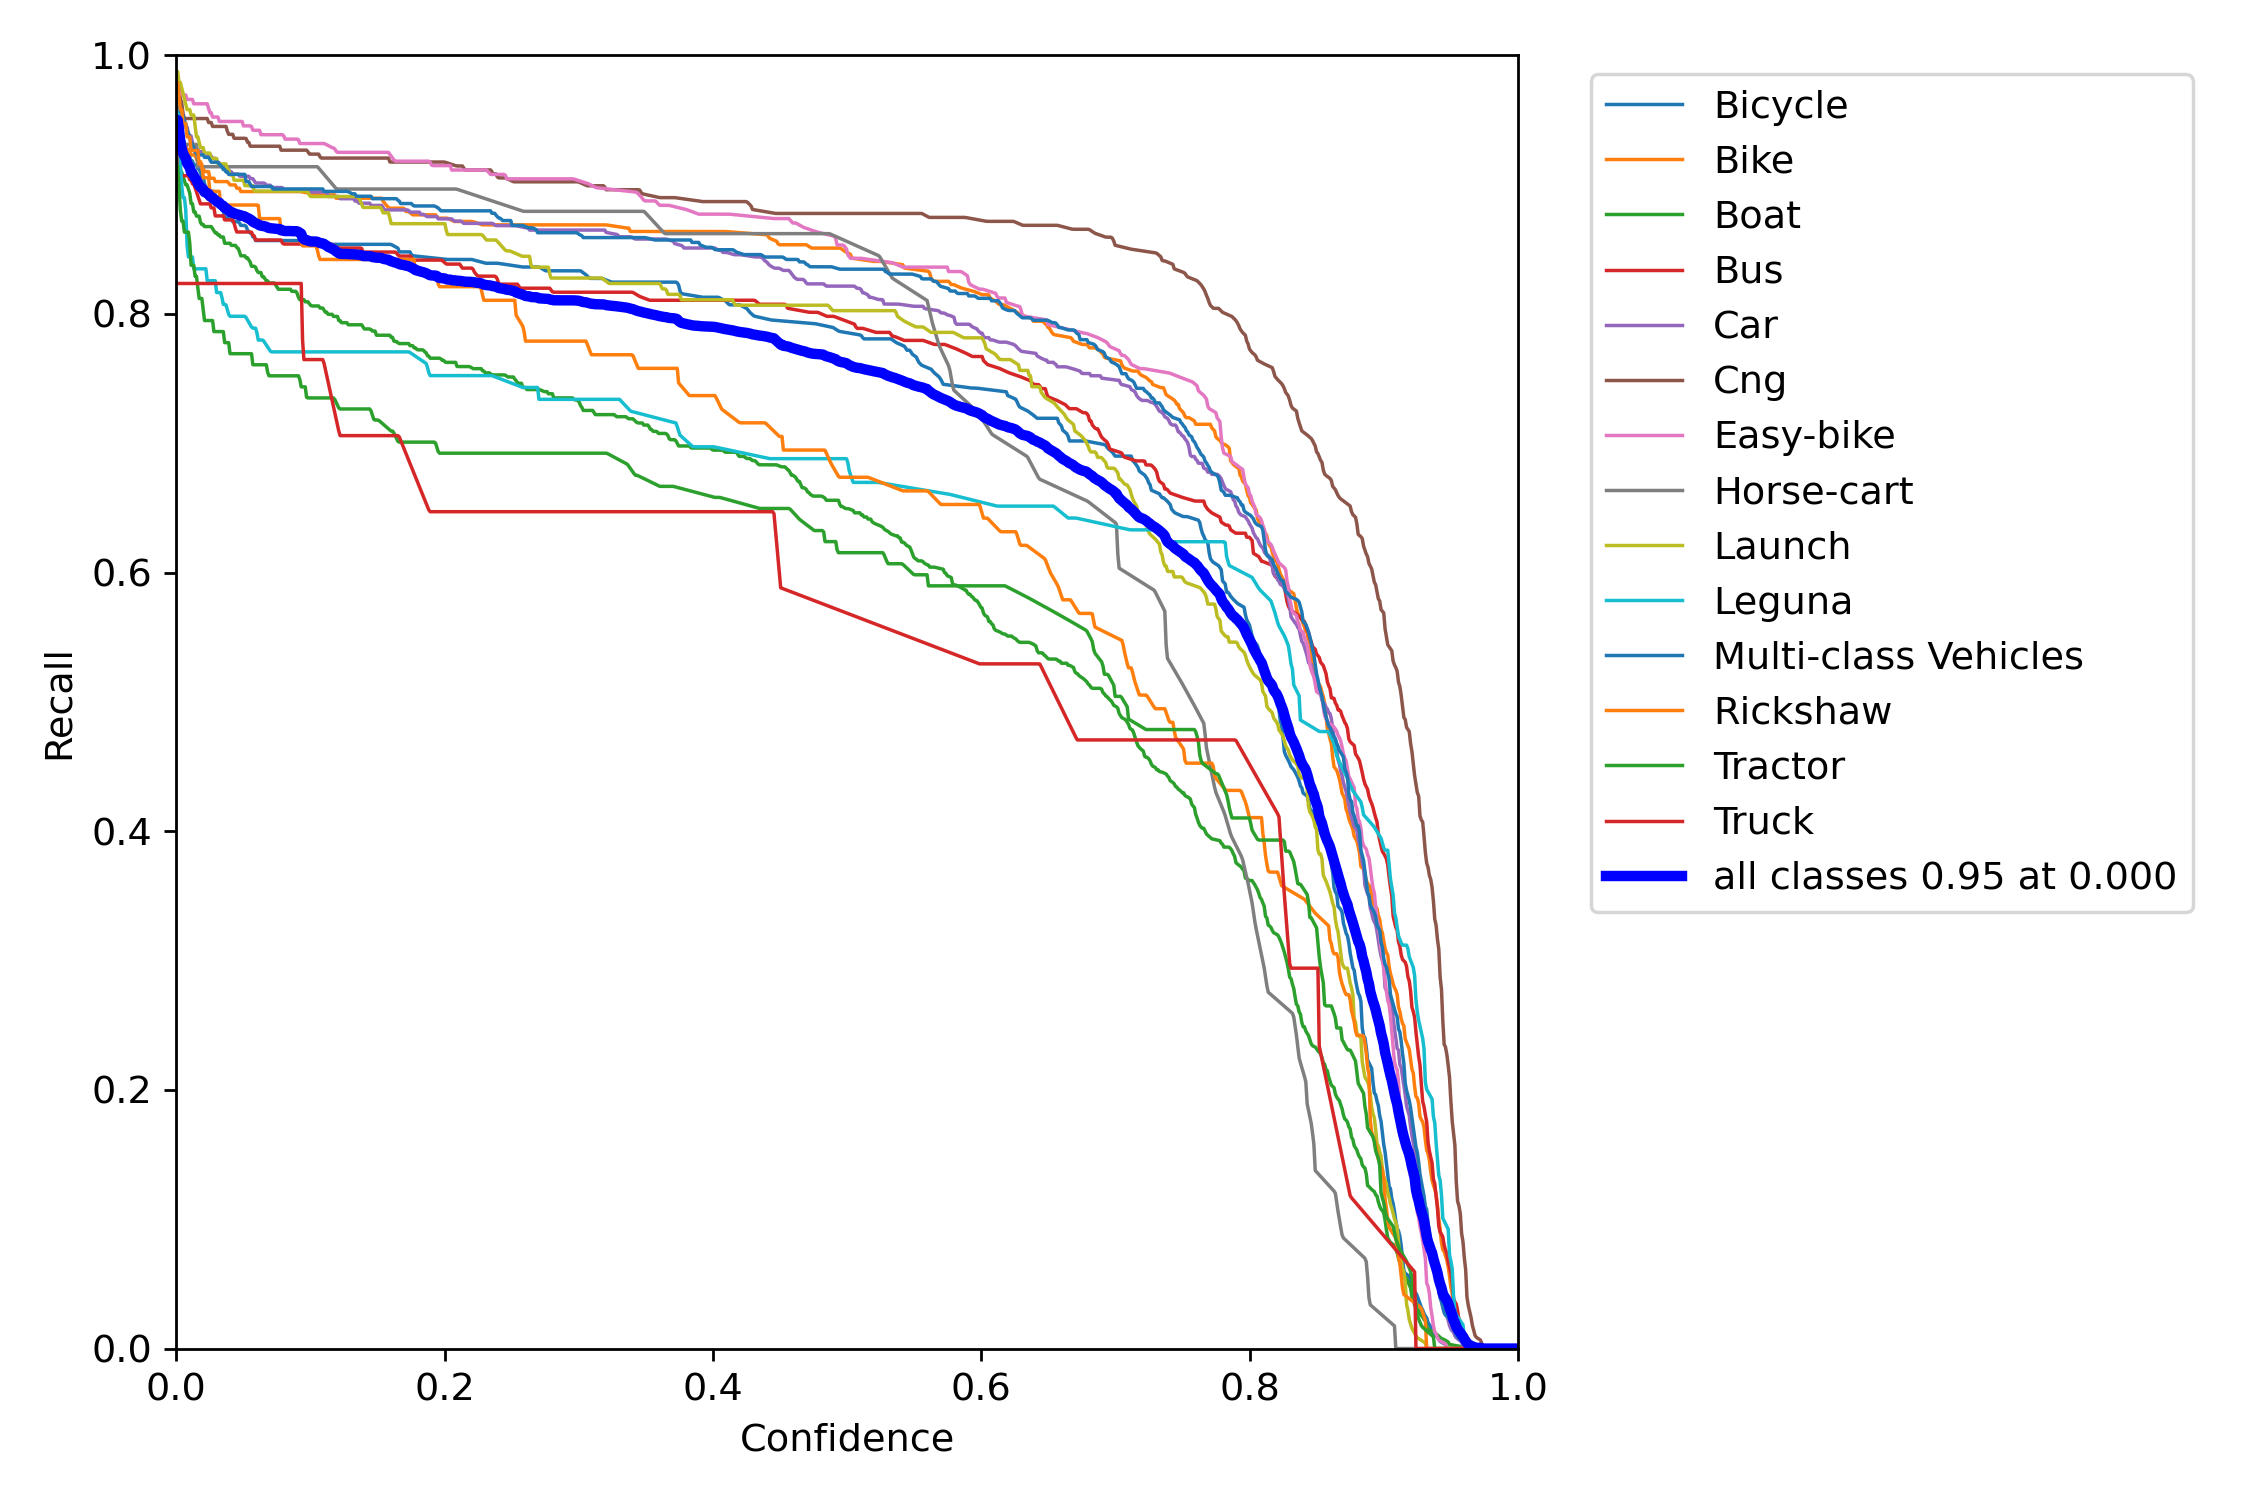 1.0
0.8
0.6
0.4
0.2
0.0
Recall
0.0 0.2 0.4 0.6 0.8 1.0
Confidence
Bicycle
Bike
Boat
Bus
Car
Cng
Easy-bike
Horse-cart
Launch
Leguna
Multi-class Vehicles
Rickshaw
Tractor
Truck
all classes 0.95 at 0.000